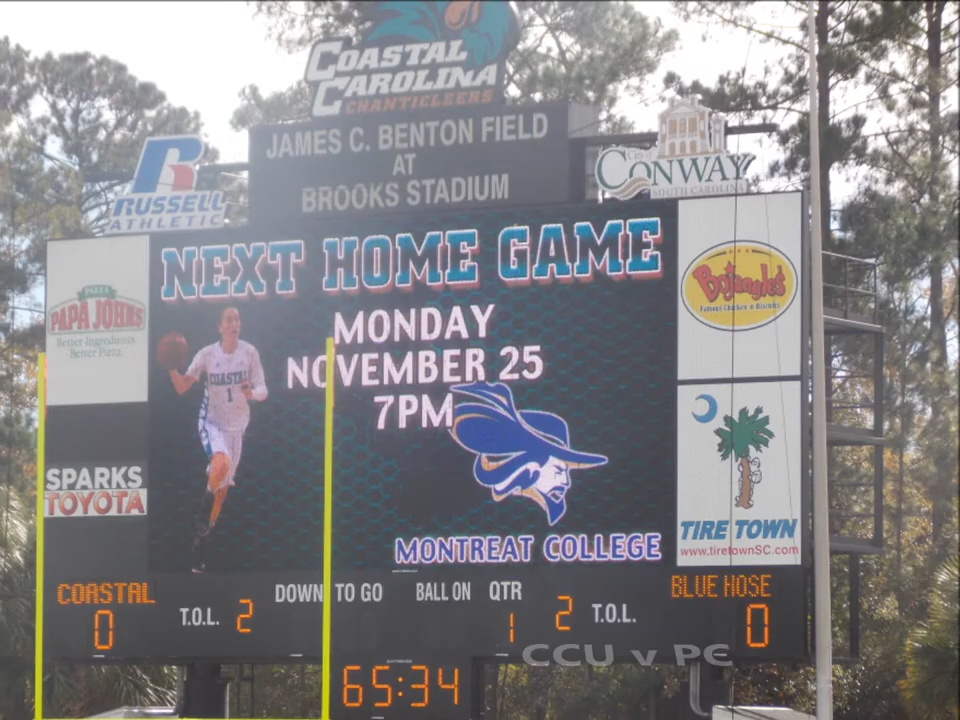 COASTAL
CAROLINA
CHANTICLEERS
JAMES C. BENTON FIELD
AT
BROOKS STADIUM
R
RUSSELL
ATHLETIC
City of
CONWAY
SOUTH CAROLINA
NEXT HOME GAME
MONDAY
NOVEMBER 25
7PM
MONTREAT COLLEGE
COASTAL
1
PIZZA
PAPA JOHNS
Better Ingredients.
Better Pizza.
SPARKS
TOYOTA
Bojangles'
Famous Chicken 'n Biscuits
TIRE TOWN
www.tiretownSC.com
COASTAL
0
T.O.L. 2
DOWN TO GO BALL ON QTR
1
2 T.O.L.
BLUE HOSE
0
65:34
CCU v PC